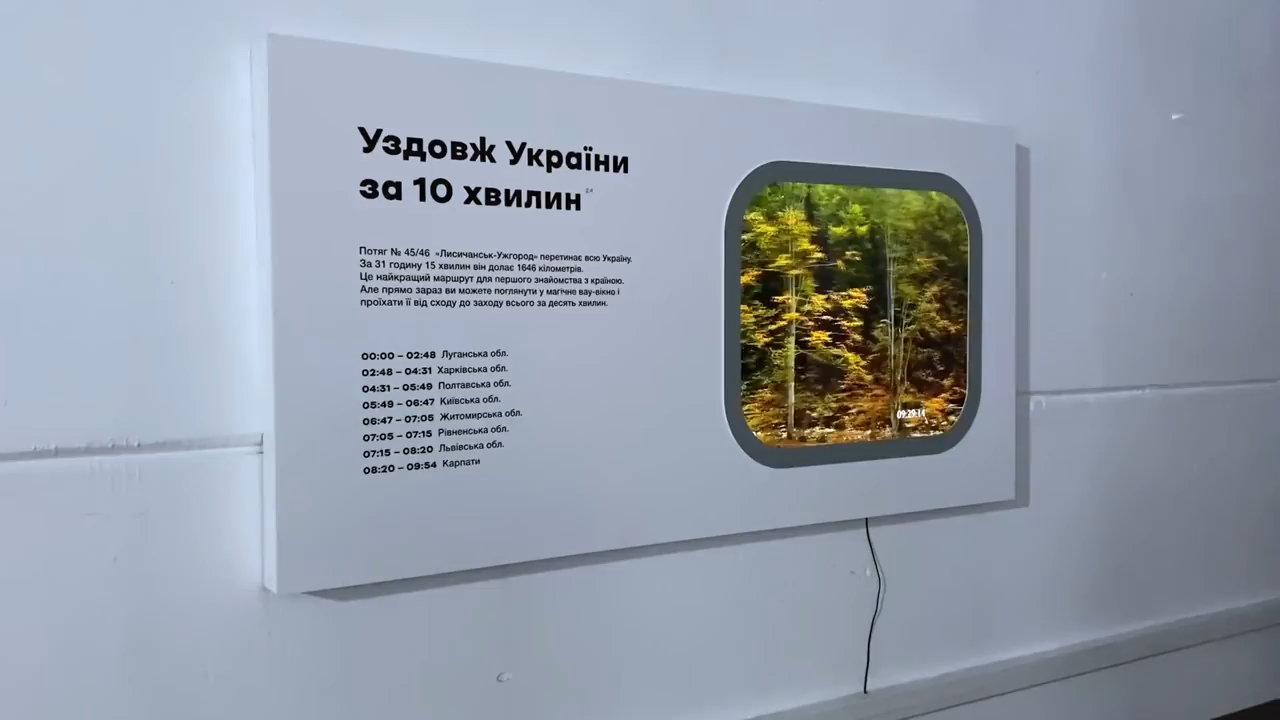 Уздовж України
за 10 хвилин
Потяг № 45/46 «Лисичанськ-Ужгород» перетинає всю Україну.
За 31 годину 15 хвилин він долає 1646 кілометрів.
Це найкращий маршрут для першого знайомства з країною.
Але прямо зараз ви можете поглянути у магічне вау-вікно і
проїхати її від сходу до заходу всього за десять хвилин.
00:00 – 02:48 Луганська обл.
02:48 – 04:31 Харківська обл.
04:31 – 05:49 Полтавська обл.
05:49 – 06:47 Київська обл.
06:47 – 07:05 Житомирська обл.
07:05 – 07:15 Рівненська обл.
07:15 – 08:20 Львівська обл.
08:20 – 09:54 Карпати
09:29:14